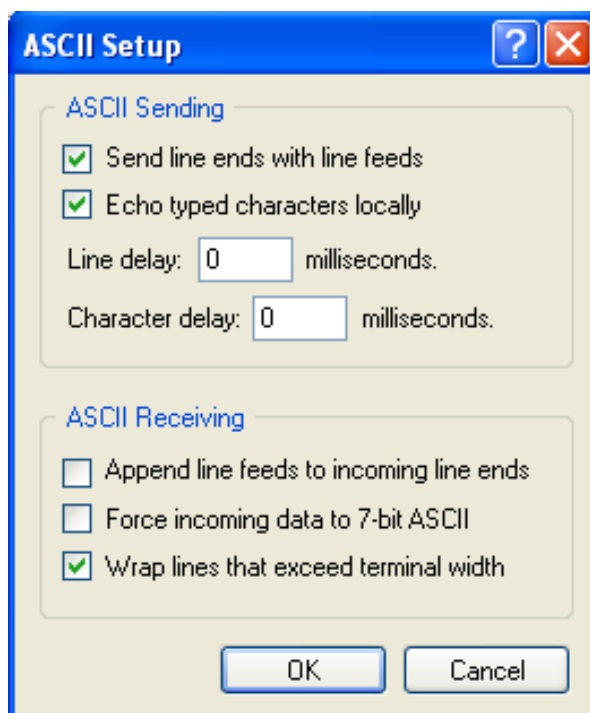 ASCII Setup
ASCII Sending
Send line ends with line feeds
Echo typed characters locally
Line delay: 0 milliseconds.
Character delay: 0 milliseconds.
ASCII Receiving
Append line feeds to incoming line ends
Force incoming data to 7-bit ASCII
Wrap lines that exceed terminal width
OK Cancel